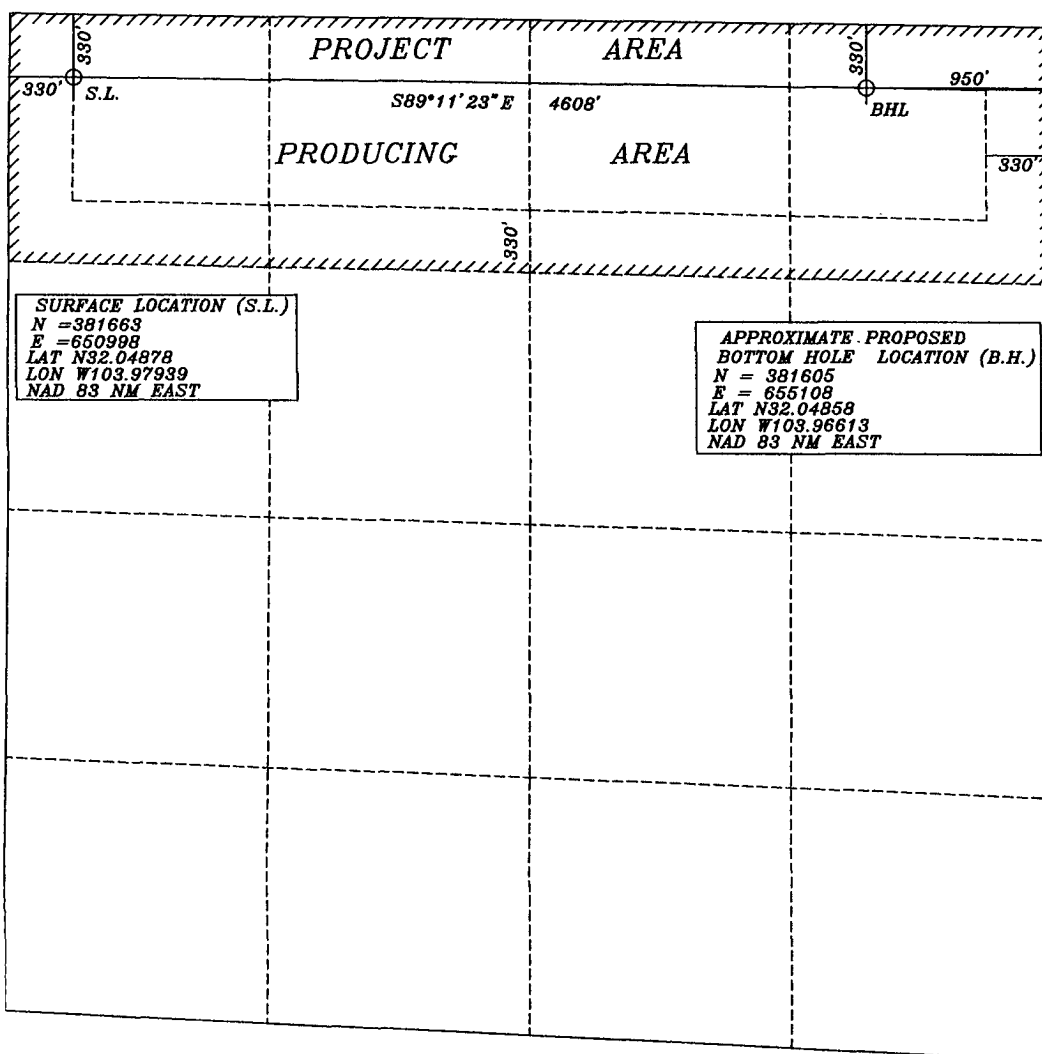 330'
PROJECT AREA
330'
330'
S.L.
S89°11'23"E 4608'
950'
BHL
PRODUCING AREA
330'
330'
SURFACE LOCATION (S.L.)
N =381663
E =650998
LAT N32.04878
LON W103.97939
NAD 83 NM EAST
APPROXIMATE PROPOSED
BOTTOM HOLE LOCATION (B.H.)
N = 381605
E = 655108
LAT N32.04858
LON W103.96613
NAD 83 NM EAST